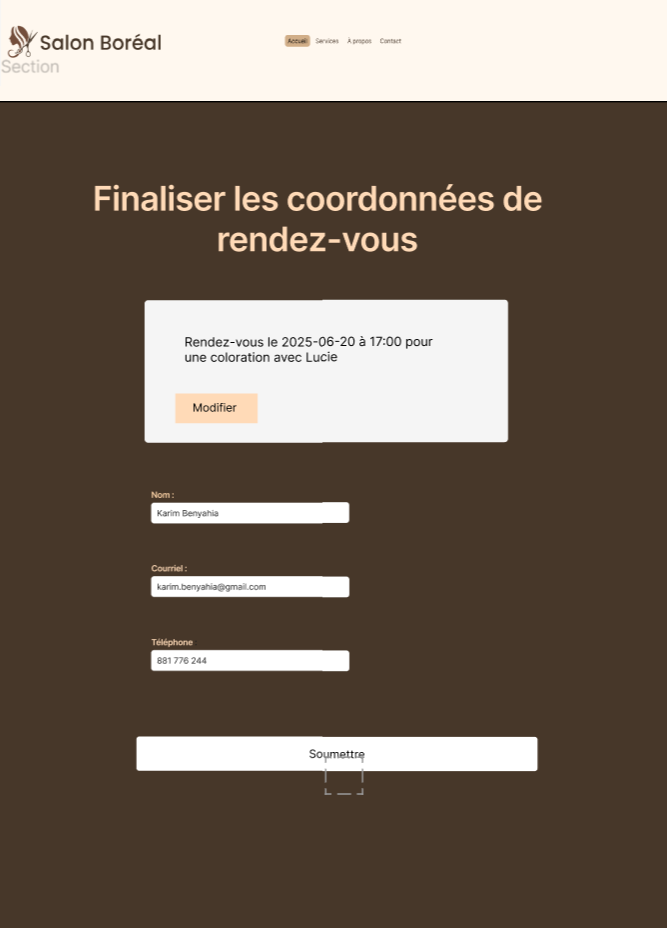 Salon Boréal
Accueil Services À propos Contact
Section
Finaliser les coordonnées de
rendez-vous
Rendez-vous le 2025-06-20 à 17:00 pour
une coloration avec Lucie
Modifier
Nom :
Karim Benyahia
Courriel :
karim.benyahia@gmail.com
Téléphone
881 776 244
Soumettre